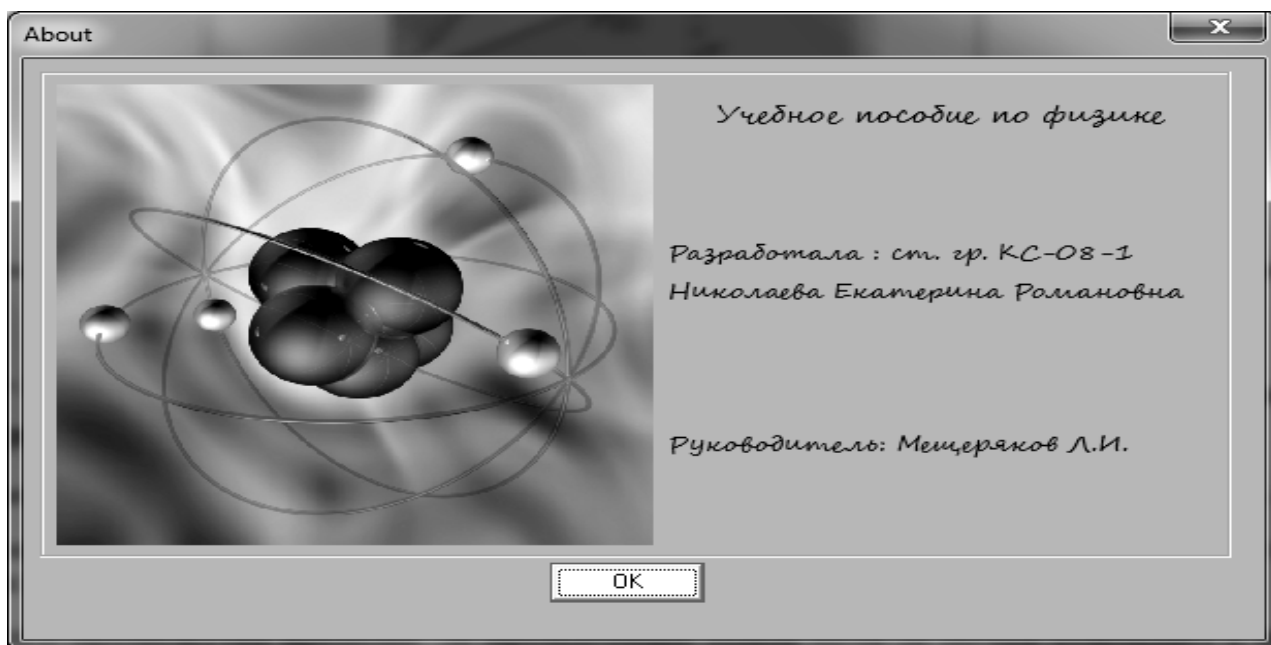 About
Учебное пособие по физике
Разработала : ст. гр. КС-08-1
Николаева Екатерина Романовна
Руководитель: Мещеряков Л.И.
OK